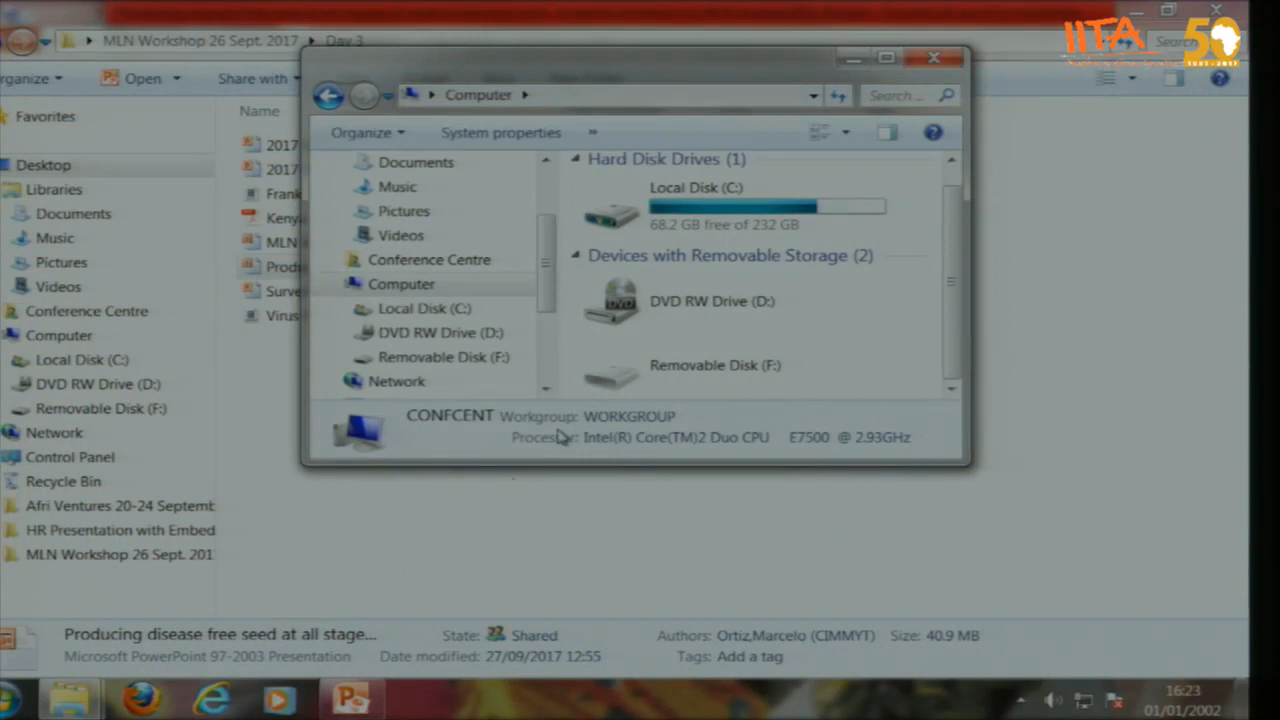 IITA 50
MLN Workshop 26 Sept. 2017 Day 3
Search
rganize Open Share with
Computer
Search ...
Organize System properties »
Favorites
Desktop
Libraries
Documents
Music
Pictures
Videos
Conference Centre
Computer
Local Disk (C:)
DVD RW Drive (D:)
Removable Disk (F:)
Network
Control Panel
Recycle Bin
Afri Ventures 20-24 Septemb
HR Presentation with Embed
MLN Workshop 26 Sept. 201
Name
2017
2017
Frank
Keny
MLN
Prod
Surve
Virus
Documents
Music
Pictures
Videos
Conference Centre
Computer
Local Disk (C:)
DVD RW Drive (D:)
Removable Disk (F:)
Network
Hard Disk Drives (1)
Local Disk (C:)
68.2 GB free of 232 GB
Devices with Removable Storage (2)
DVD
DVD RW Drive (D:)
Removable Disk (F:)
CONFCENT Workgroup: WORKGROUP
Processor: Intel(R) Core(TM)2 Duo CPU E7500 @ 2.93GHz
Producing disease free seed at all stage... State: Shared Authors: Ortiz,Marcelo (CIMMYT) Size: 40.9 MB
Microsoft PowerPoint 97-2003 Presentation Date modified: 27/09/2017 12:55 Tags: Add a tag
16:23
01/01/2002